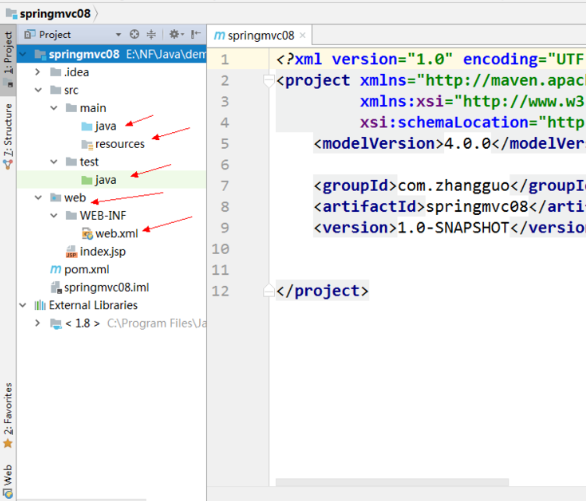 springmvc08
Project
springmvc08 E:\NF\Java\dem
.idea
src
main
java
resources
test
java
web
WEB-INF
web.xml
index.jsp
pom.xml
springmvc08.iml
External Libraries
< 1.8 > C:\Program Files\Ja
1: Project
7: Structure
2: Favorites
Web
m springmvc08 ×
1 <?xml version="1.0" encoding="UTF
2 <project xmlns="http://maven.apac
3 xmlns:xsi="http://www.w3
4 xsi:schemaLocation="http
5 <modelVersion>4.0.0</modelVers
6
7 <groupId>com.zhangguo</groupId
8 <artifactId>springmvc08</arti
9 <version>1.0-SNAPSHOT</version
10
11
12 </project>